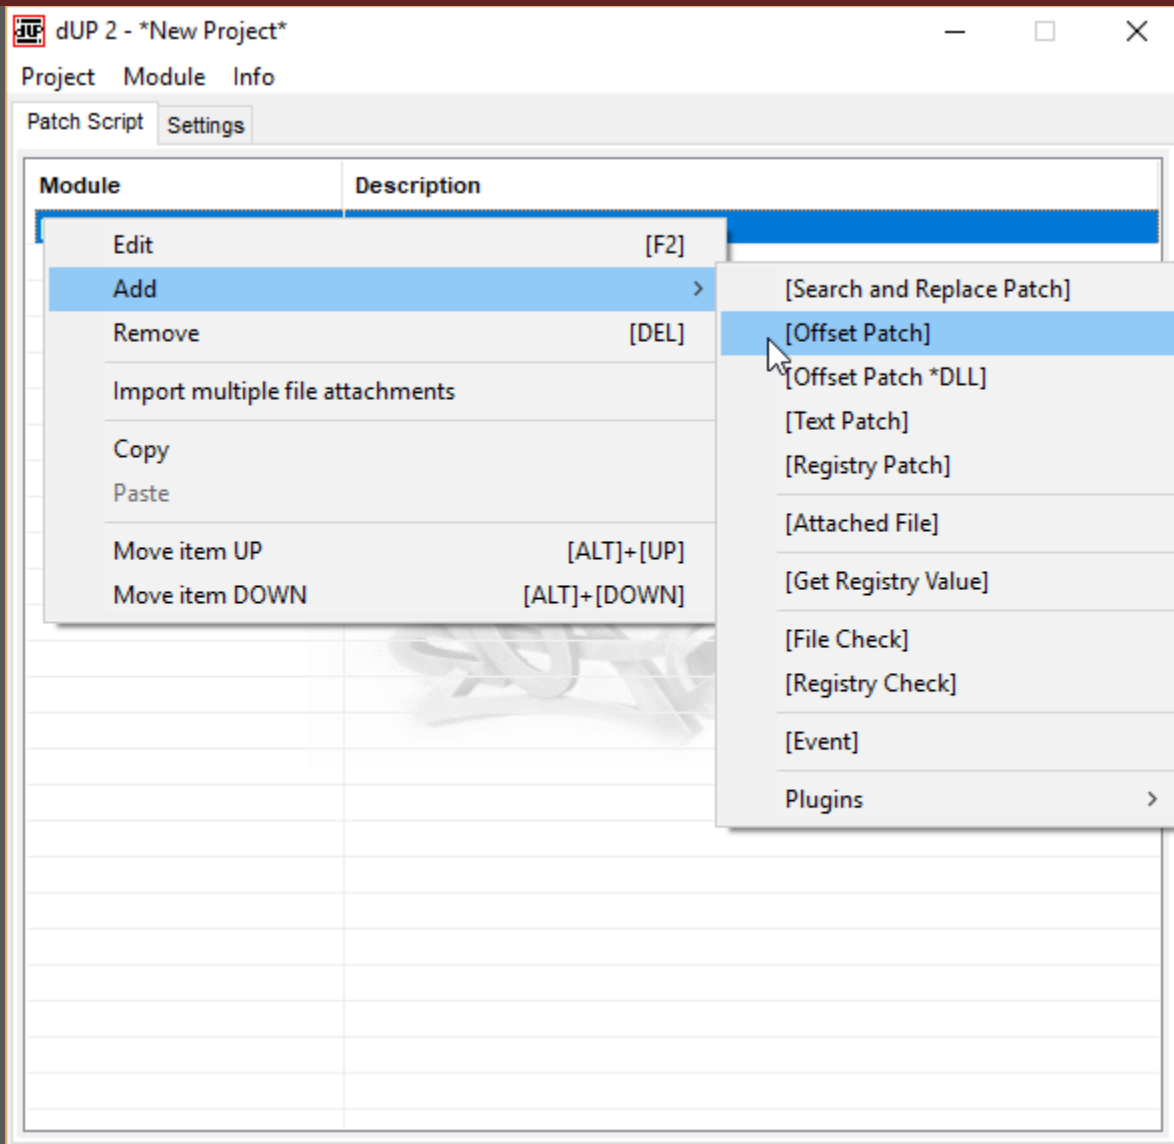 dUP 2 - *New Project*
Project Module Info
Patch Script Settings
Module Description
Edit [F2]
Add
Remove [DEL]
Import multiple file attachments
Copy
Paste
Move item UP [ALT]+[UP]
Move item DOWN [ALT]+[DOWN]
[Search and Replace Patch]
[Offset Patch]
[Offset Patch *DLL]
[Text Patch]
[Registry Patch]
[Attached File]
[Get Registry Value]
[File Check]
[Registry Check]
[Event]
Plugins